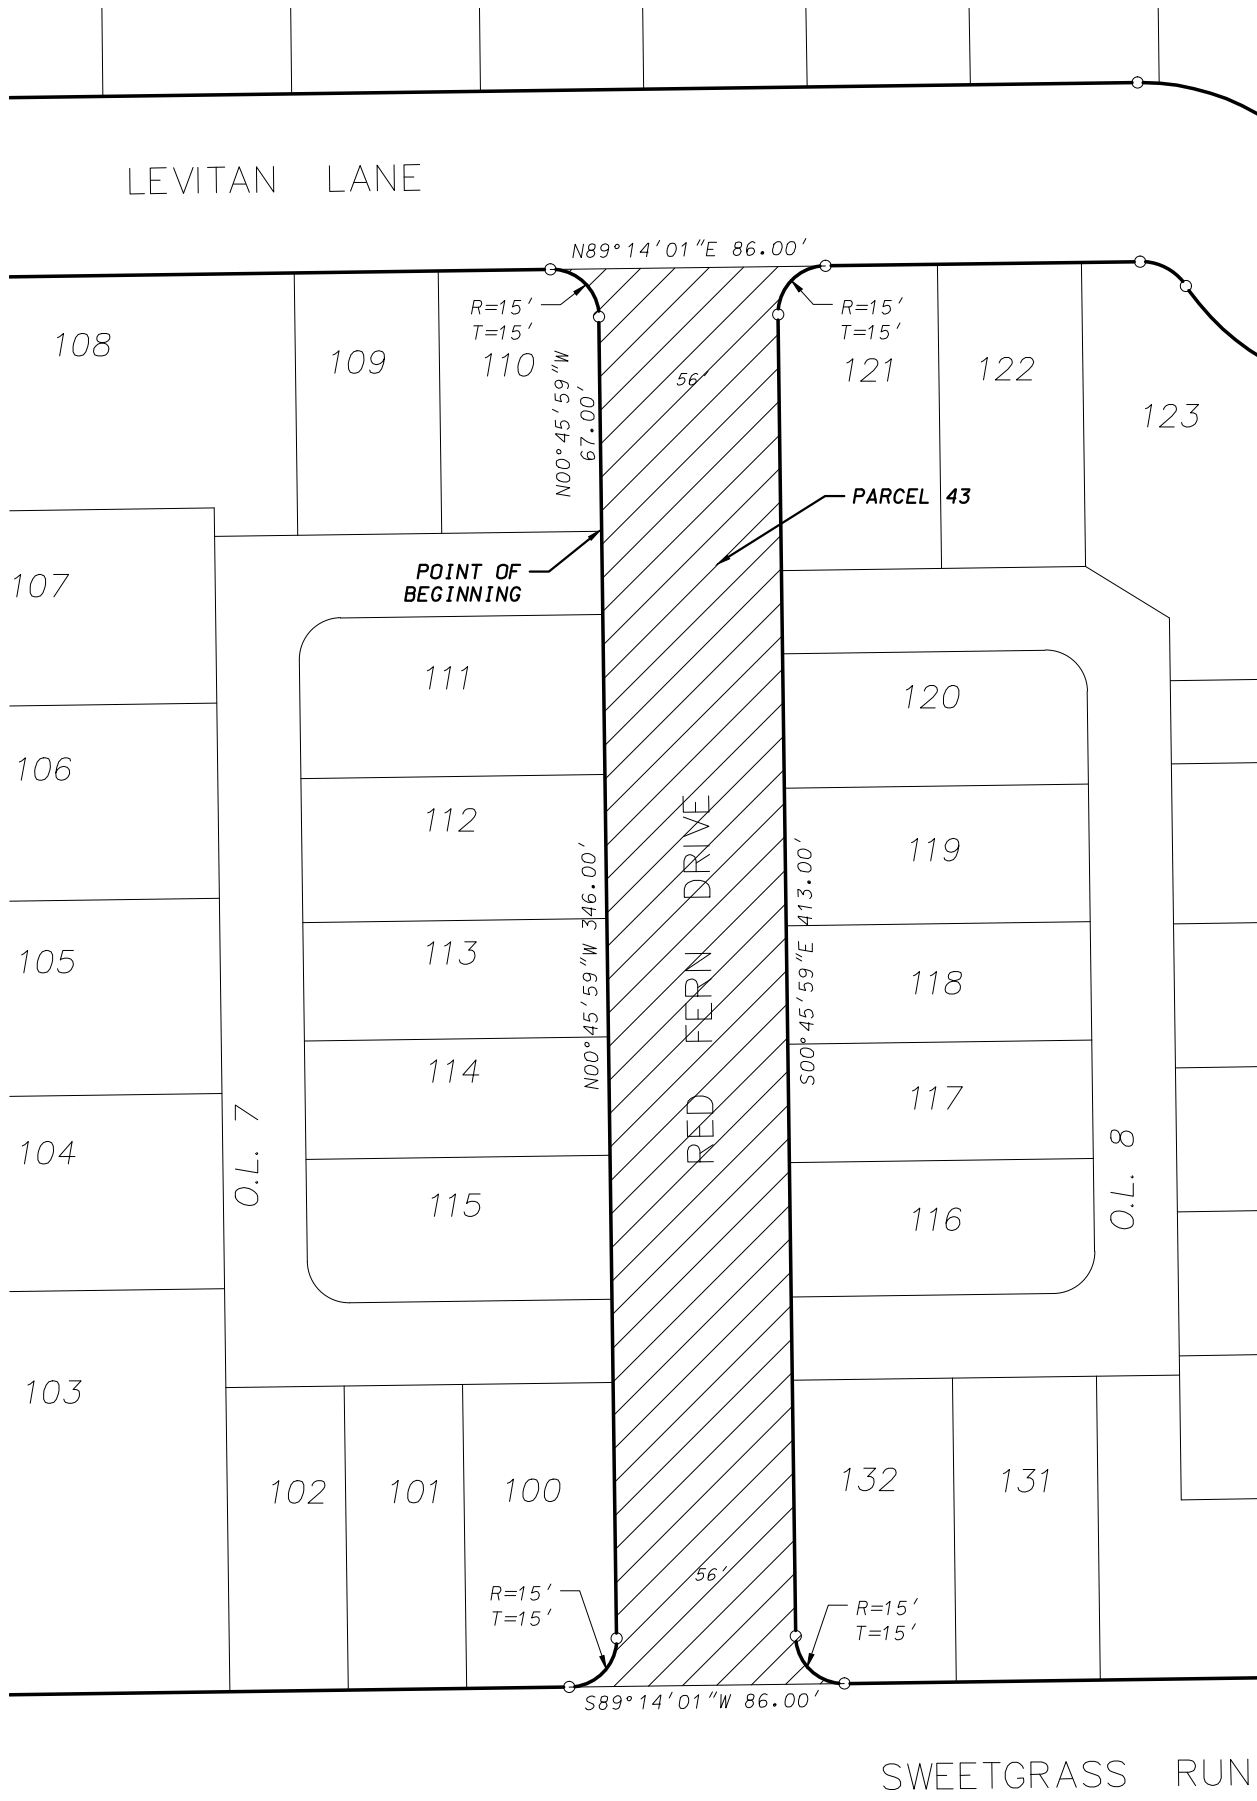 LEVITAN LANE
N89°14'01"E 86.00'
R=15'
T=15'
R=15'
T=15'
108
109
110
121
122
123
56'
N00°45'59"W
67.00'
PARCEL 43
POINT OF
BEGINNING
107
111
120
106
112
119
105
113
118
104
114
117
115
116
N00°45'59"W 346.00'
RED FERN DRIVE
S00°45'59"E 413.00'
O.L. 7
O.L. 8
103
102
101
100
132
131
56'
R=15'
T=15'
R=15'
T=15'
S89°14'01"W 86.00'
SWEETGRASS RUN